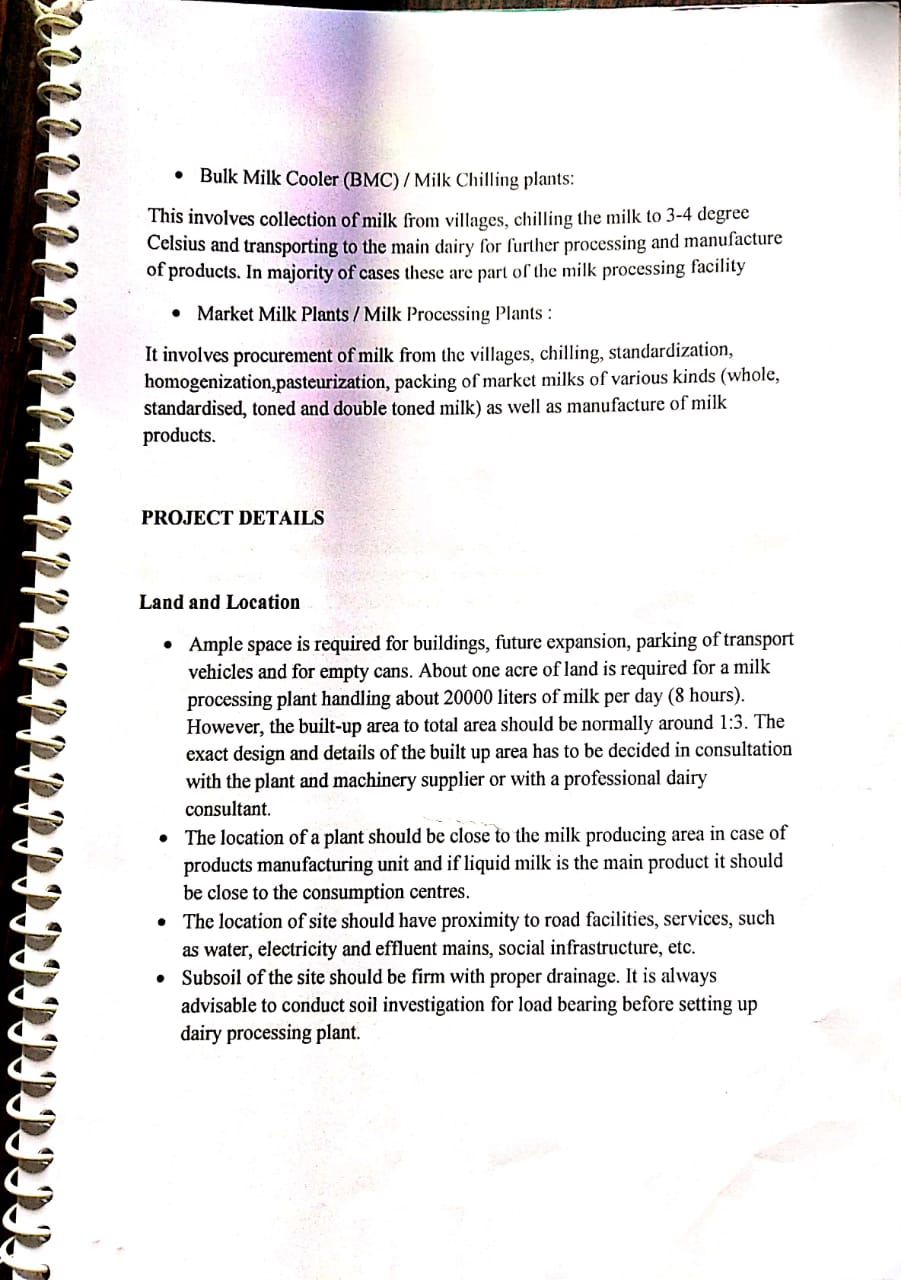 • Bulk Milk Cooler (BMC) / Milk Chilling plants:
This involves collection of milk from villages, chilling the milk to 3-4 degree
Celsius and transporting to the main dairy for further processing and manufacture
of products. In majority of cases these are part of the milk processing facility
• Market Milk Plants / Milk Processing Plants :
It involves procurement of milk from the villages, chilling, standardization,
homogenization,pasteurization, packing of market milks of various kinds (whole,
standardised, toned and double toned milk) as well as manufacture of milk
products.
PROJECT DETAILS
Land and Location
• Ample space is required for buildings, future expansion, parking of transport
vehicles and for empty cans. About one acre of land is required for a milk
processing plant handling about 20000 liters of milk per day (8 hours).
However, the built-up area to total area should be normally around 1:3. The
exact design and details of the built up area has to be decided in consultation
with the plant and machinery supplier or with a professional dairy
consultant.
• The location of a plant should be close to the milk producing area in case of
products manufacturing unit and if liquid milk is the main product it should
be close to the consumption centres.
• The location of site should have proximity to road facilities, services, such
as water, electricity and effluent mains, social infrastructure, etc.
• Subsoil of the site should be firm with proper drainage. It is always
advisable to conduct soil investigation for load bearing before setting up
dairy processing plant.